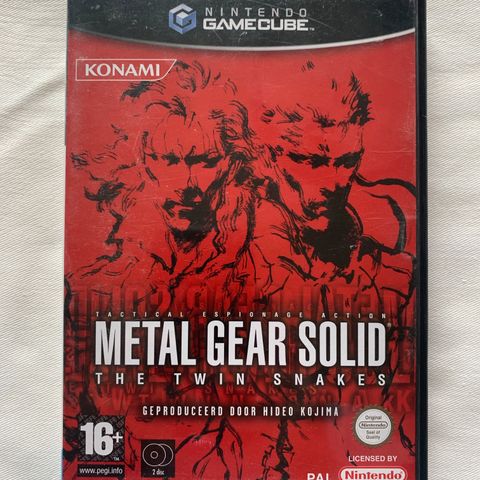 NINTENDO
GAMECUBE™
KONAMI
TACTICAL ESPIONAGE ACTION
METAL GEAR SOLID®
THE TWIN SNAKES
GEPRODUCEERD DOOR HIDEO KOJIMA
16+
www.pegi.info
2 disc
Original
Nintendo
Seal of
Quality
LICENSED BY
PAL
Nintendo